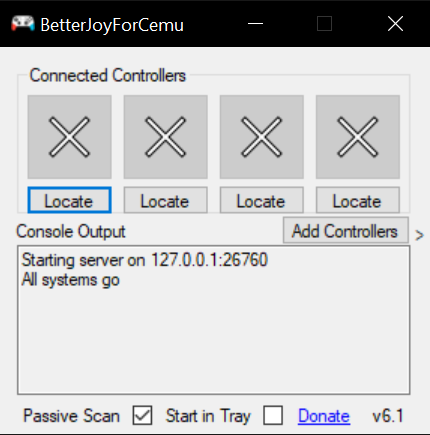 BetterJoyForCemu
Connected Controllers
Locate Locate Locate Locate
Console Output Add Controllers >
Starting server on 127.0.0.1:26760
All systems go
Passive Scan Start in Tray Donate v6.1